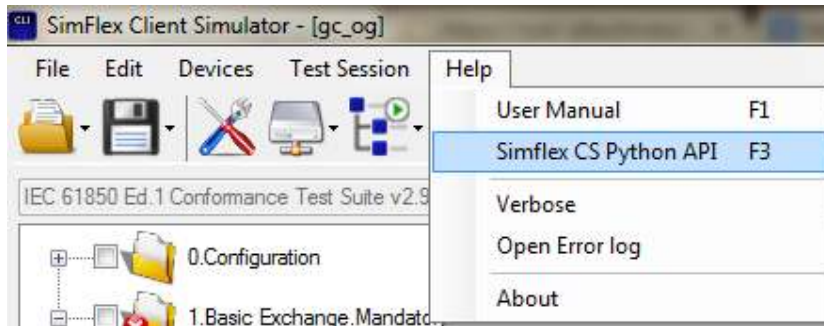 CLI SimFlex Client Simulator - [gc_og]
File Edit Devices Test Session Help
User Manual F1
Simflex CS Python API F3
IEC 61850 Ed.1 Conformance Test Suite v2.9
Verbose
0.Configuration
Open Error log
About
1.Basic Exchange.Mandato